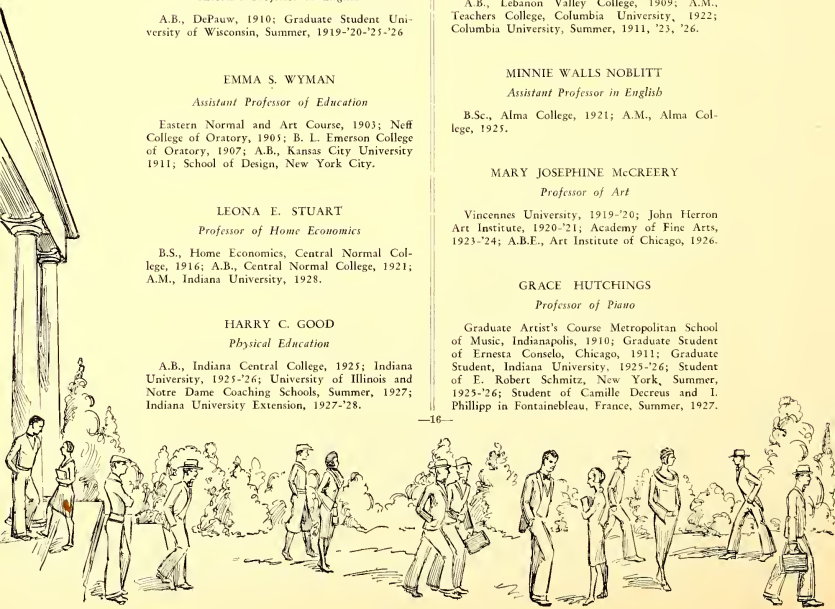 A.B., DePauw, 1910; Graduate Student Uni-
versity of Wisconsin, Summer, 1919-'20-'25-'26
EMMA S. WYMAN
Assistant Professor of Education
Eastern Normal and Art Course, 1903; Neff
College of Oratory, 1905; B. L. Emerson College
of Oratory, 1907; A.B., Kansas City University
1911; School of Design, New York City.
LEONA E. STUART
Professor of Home Economics
B.S., Home Economics, Central Normal Col-
lege, 1916; A.B., Central Normal College, 1921;
A.M., Indiana University, 1928.
HARRY C. GOOD
Physical Education
A.B., Indiana Central College, 1925; Indiana
University, 1925-'26; University of Illinois and
Notre Dame Coaching Schools, Summer, 1927;
Indiana University Extension, 1927-'28.
A.B., Lebanon Valley College, 1909; A.M.,
Teachers College, Columbia University, 1922;
Columbia University, Summer, 1911, '23, '26.
MINNIE WALLS NOBLITT
Assistant Professor in English
B.Sc., Alma College, 1921; A.M., Alma Col-
lege, 1925.
MARY JOSEPHINE McCREERY
Professor of Art
Vincennes University, 1919-'20; John Herron
Art Institute, 1920-'21; Academy of Fine Arts,
1923-'24; A.B.E., Art Institute of Chicago, 1926.
GRACE HUTCHINGS
Professor of Piano
Graduate Artist's Course Metropolitan School
of Music, Indianapolis, 1910; Graduate Student
of Ernesta Conselo, Chicago, 1911; Graduate
Student, Indiana University, 1925-'26; Student
of E. Robert Schmitz, New York, Summer,
1925-'26; Student of Camille Decreus and I.
Phillipp in Fontainebleau, France, Summer, 1927.
—16—